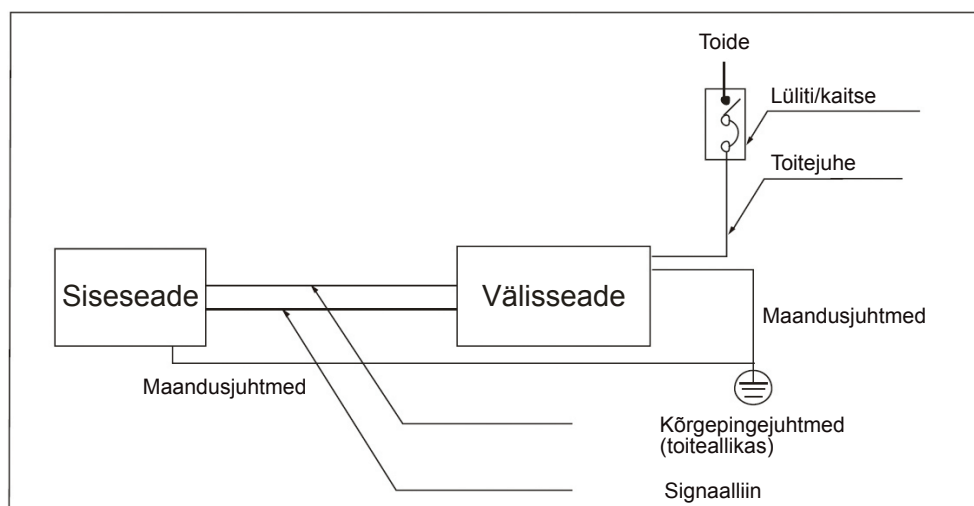 Toide
Lüliti/kaitse
Toitejuhe
Siseseade
Välisseade
Maandusjuhtmed
Maandusjuhtmed
Kõrgepingejuhtmed
(toiteallikas)
Signaalliin